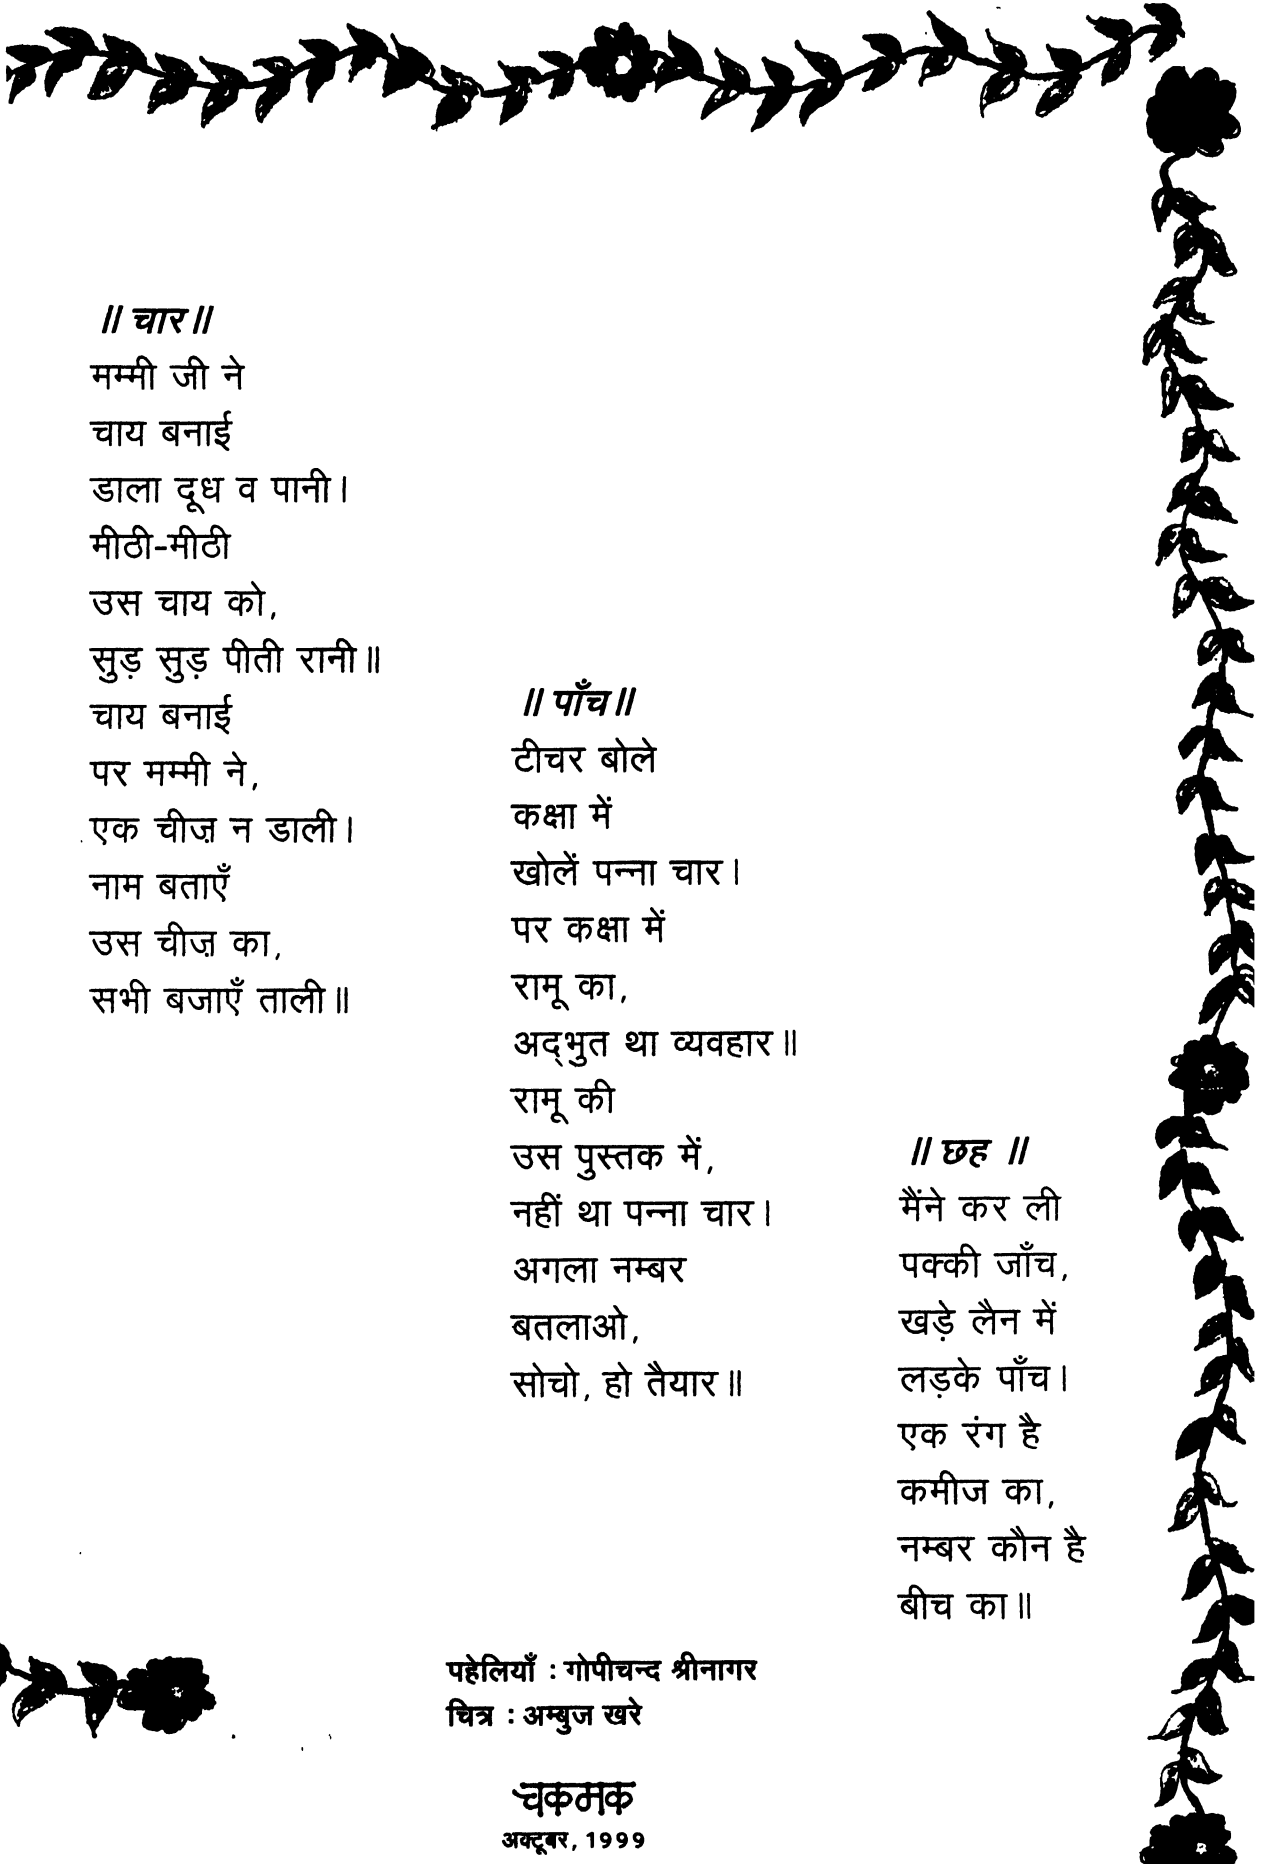 ॥ चार॥
मम्मी जी ने
चाय बनाई
डाला दूध व पानी।
मीठी-मीठी
उस चाय को,
सुड़ सुड़ पीती रानी॥
चाय बनाई
पर मम्मी ने,
एक चीज़ न डाली।
नाम बताएँ
उस चीज़ का,
सभी बजाएँ ताली॥
॥ पाँच॥
टीचर बोले
कक्षा में
खोलें पन्ना चार।
पर कक्षा में
रामू का,
अद्‌भुत था व्यवहार॥
रामू की
उस पुस्तक में,
नहीं था पन्ना चार।
अगला नम्बर
बतलाओ,
सोचो, हो तैयार॥
॥ छह ॥
मैंने कर ली
पक्की जाँच,
खड़े लैन में
लड़के पाँच।
एक रंग है
कमीज का,
नम्बर कौन है
बीच का॥
पहेलियाँ : गोपीचन्द श्रीनागर
चित्र : अम्बुज खरे
चकमक
अक्टूबर, 1999